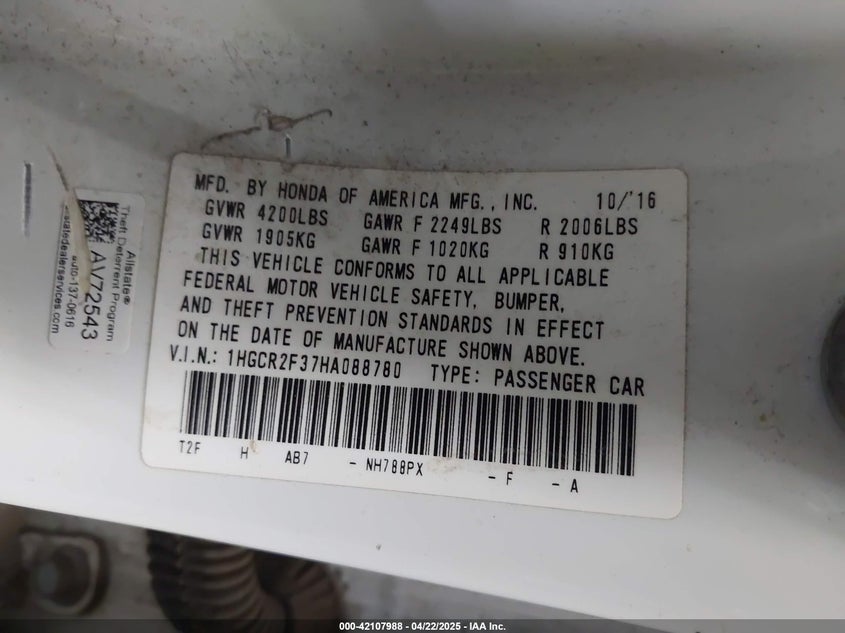 MFD. BY HONDA OF AMERICA MFG., INC. 10/'16
GVWR 4200LBS GAWR F 2249LBS R 2006LBS
GVWR 1905KG GAWR F 1020KG R 910KG
THIS VEHICLE CONFORMS TO ALL APPLICABLE
FEDERAL MOTOR VEHICLE SAFETY, BUMPER,
AND THEFT PREVENTION STANDARDS IN EFFECT
ON THE DATE OF MANUFACTURE SHOWN ABOVE.
V.I.N.: 1HGCR2F37HA088780 TYPE: PASSENGER CAR
T2F H AB7 - NH788PX - F - A
Allstate®
Theft Deterrent Program
AV72543
000-42107988 - 04/22/2025 - IAA Inc.